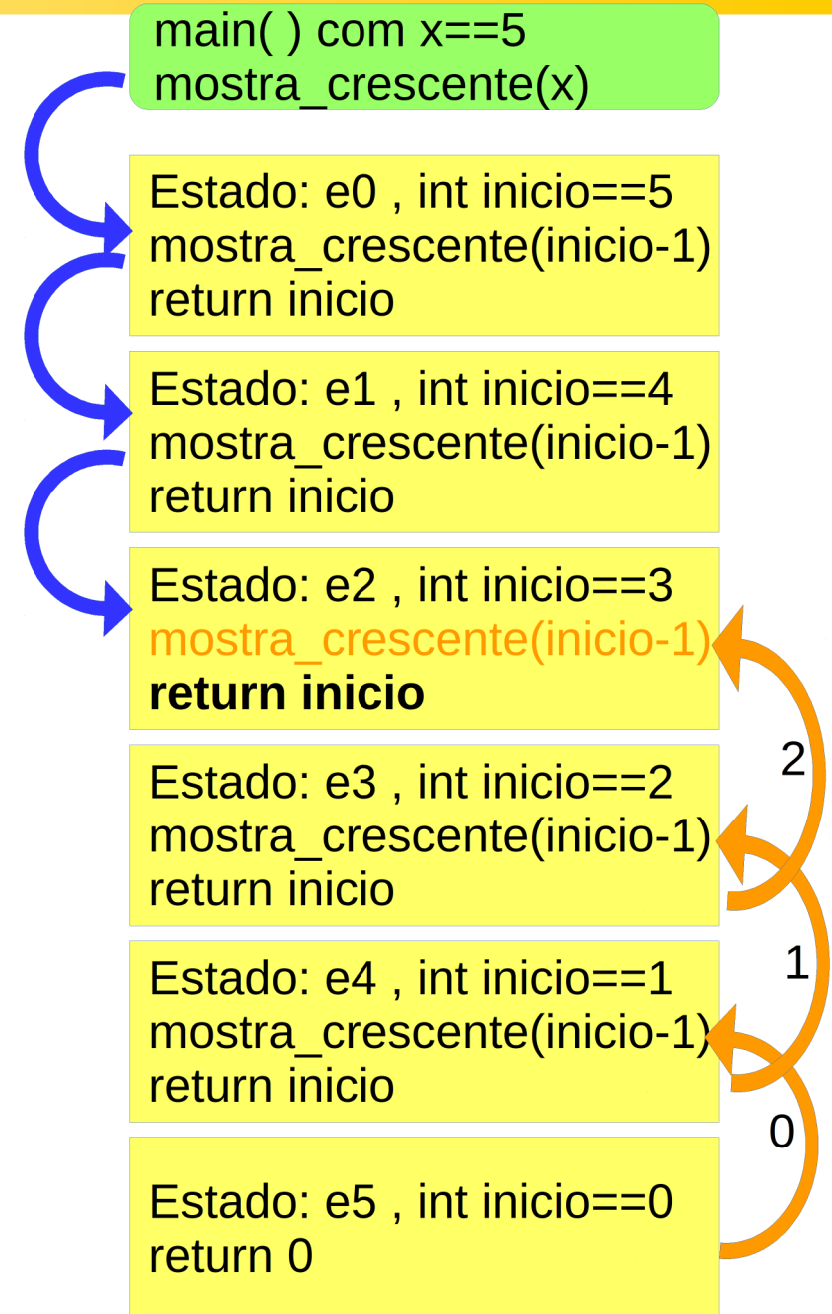 main( ) com x==5
mostra_crescente(x)
Estado: e0 , int inicio==5
mostra_crescente(inicio-1)
return inicio
Estado: e1 , int inicio==4
mostra_crescente(inicio-1)
return inicio
Estado: e2 , int inicio==3
mostra_crescente(inicio-1)
return inicio
2
Estado: e3 , int inicio==2
mostra_crescente(inicio-1)
return inicio
1
Estado: e4 , int inicio==1
mostra_crescente(inicio-1)
return inicio
0
Estado: e5 , int inicio==0
return 0